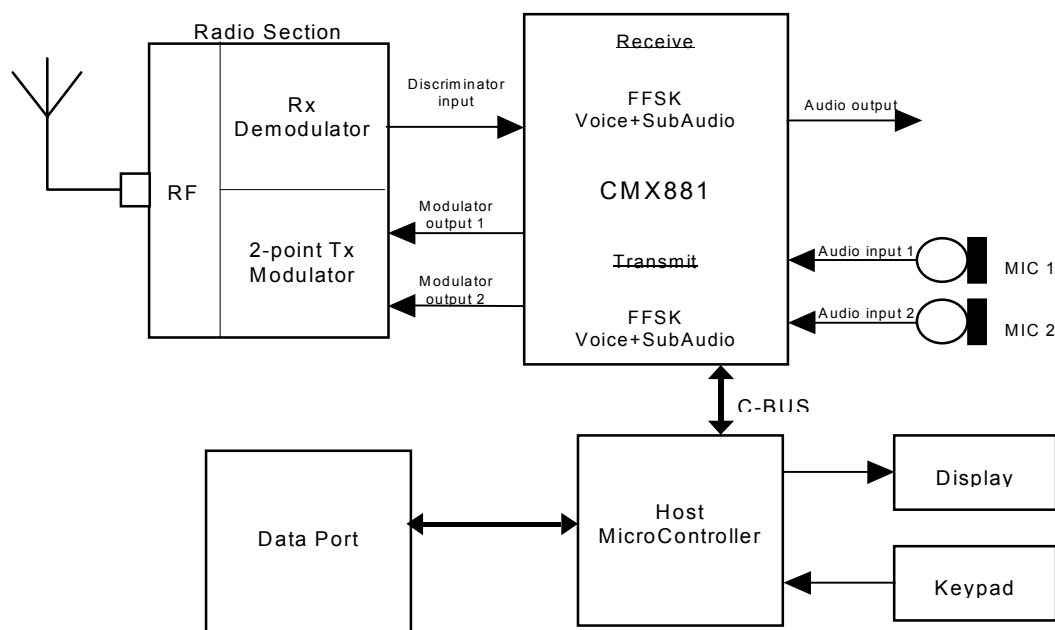 Radio Section
RF
Rx
Demodulator
2-point Tx
Modulator
Discriminator
input
Modulator
output 1
Modulator
output 2
Receive
FFSK
Voice+SubAudio
CMX881
Transmit
FFSK
Voice+SubAudio
Audio output
Audio input 1
MIC 1
Audio input 2
MIC 2
C-BUS
Data Port
Host
MicroController
Display
Keypad